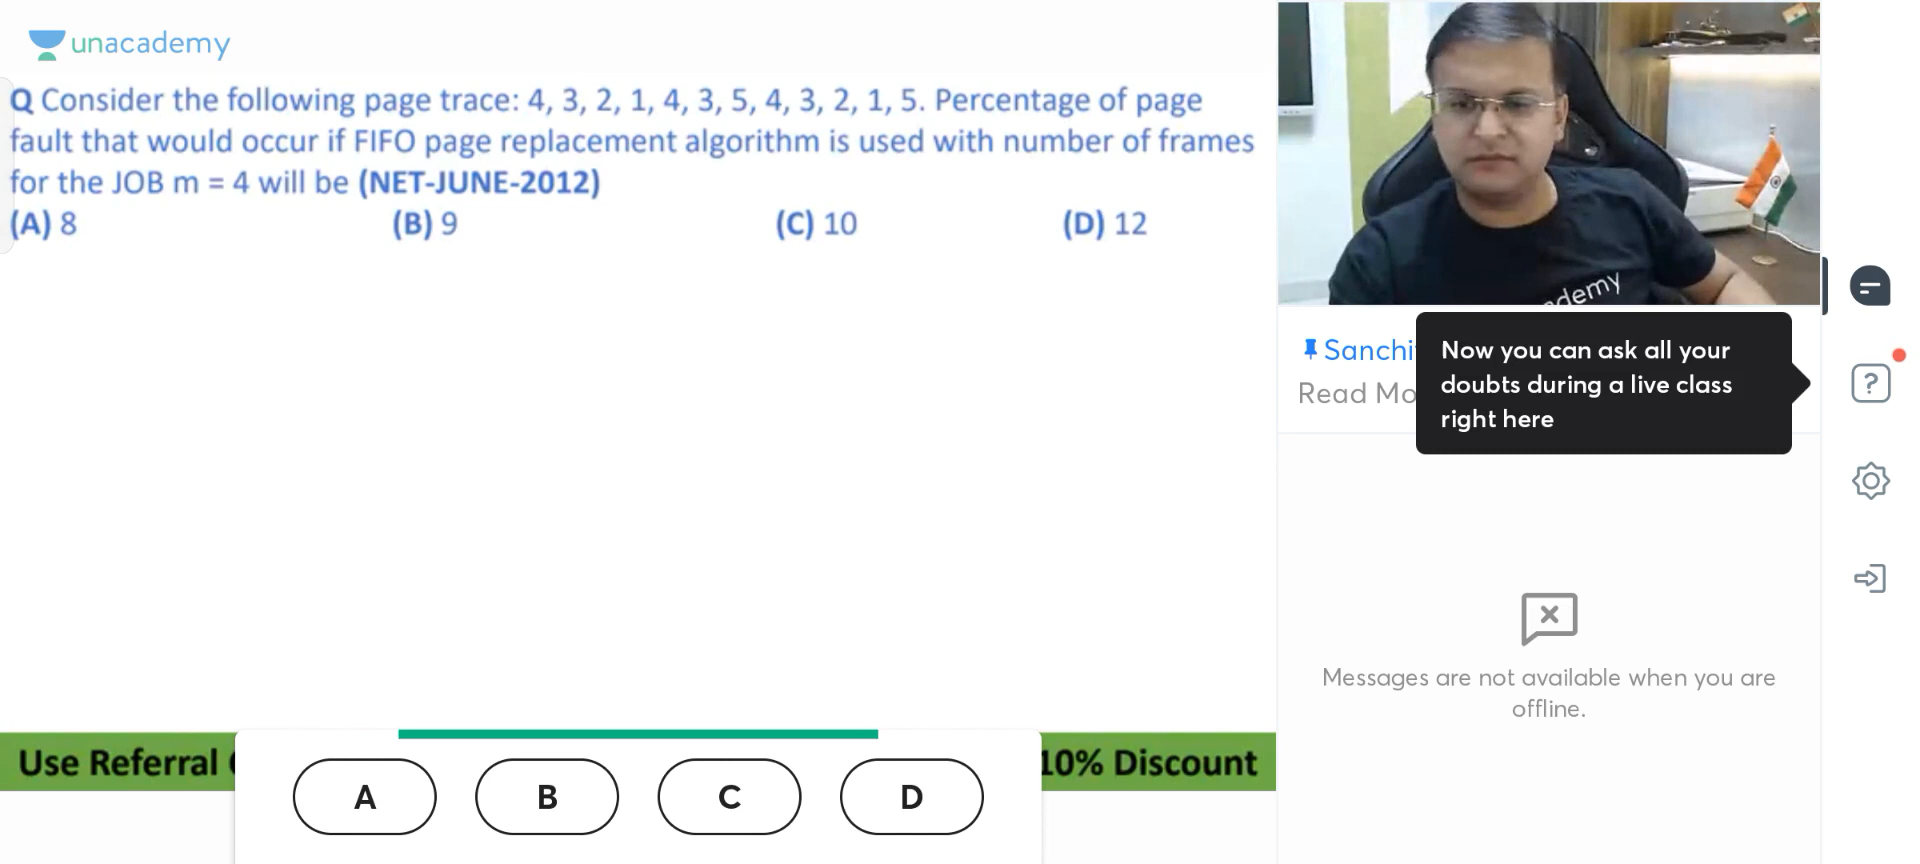 unacademy
Q Consider the following page trace: 4, 3, 2, 1, 4, 3, 5, 4, 3, 2, 1, 5. Percentage of page
fault that would occur if FIFO page replacement algorithm is used with number of frames
for the JOB m = 4 will be (NET-JUNE-2012)
(A) 8 (B) 9 (C) 10 (D) 12
demy
Now you can ask all your
doubts during a live class
right here
Sanchi
Read Mo
?
Messages are not available when you are
offline.
Use Referral
10% Discount
A B C D